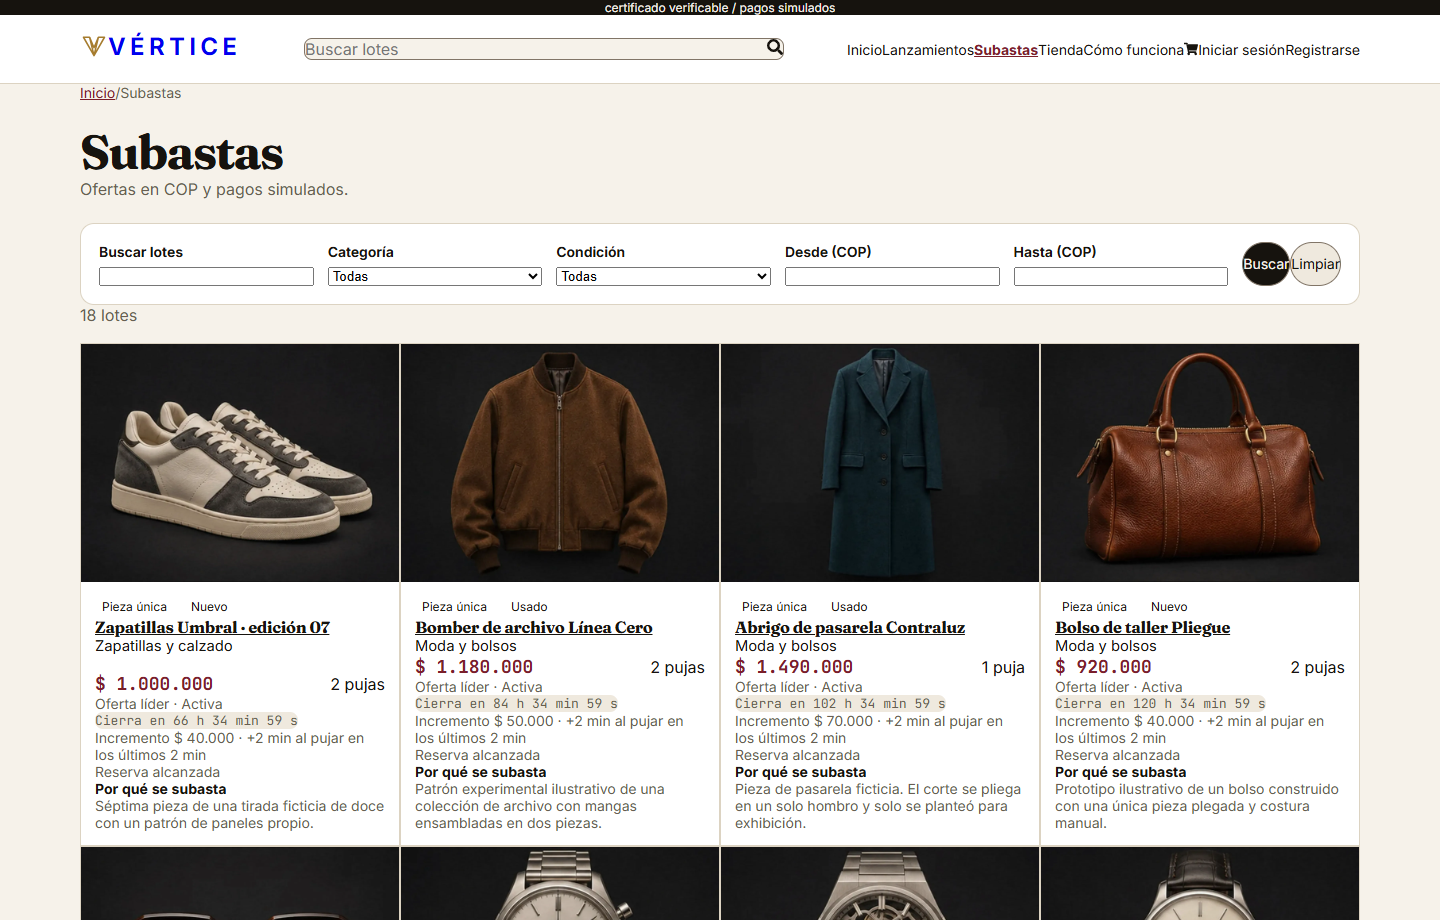 certificado verificable / pagos simulados
VÉRTICE
Buscar lotes
Inicio Lanzamientos Subastas Tienda Cómo funciona Iniciar sesión Registrarse
Inicio/Subastas
Subastas
Ofertas en COP y pagos simulados.
Buscar lotes Categoría Condición Desde (COP) Hasta (COP)
Todas Todas
Buscar Limpiar
18 lotes
Pieza única Nuevo
Zapatillas Umbral · edición 07
Zapatillas y calzado
$ 1.000.000 2 pujas
Oferta líder · Activa
Cierra en 66 h 34 min 59 s
Incremento $ 40.000 · +2 min al pujar en
los últimos 2 min
Reserva alcanzada
Por qué se subasta
Séptima pieza de una tirada ficticia de doce
con un patrón de paneles propio.
Pieza única Usado
Bomber de archivo Línea Cero
Moda y bolsos
$ 1.180.000 2 pujas
Oferta líder · Activa
Cierra en 84 h 34 min 59 s
Incremento $ 50.000 · +2 min al pujar en
los últimos 2 min
Reserva alcanzada
Por qué se subasta
Patrón experimental ilustrativo de una
colección de archivo con mangas
ensambladas en dos piezas.
Pieza única Usado
Abrigo de pasarela Contraluz
Moda y bolsos
$ 1.490.000 1 puja
Oferta líder · Activa
Cierra en 102 h 34 min 59 s
Incremento $ 70.000 · +2 min al pujar en
los últimos 2 min
Reserva alcanzada
Por qué se subasta
Pieza de pasarela ficticia. El corte se pliega
en un solo hombro y solo se planteó para
exhibición.
Pieza única Nuevo
Bolso de taller Pliegue
Moda y bolsos
$ 920.000 2 pujas
Oferta líder · Activa
Cierra en 120 h 34 min 59 s
Incremento $ 40.000 · +2 min al pujar en
los últimos 2 min
Reserva alcanzada
Por qué se subasta
Prototipo ilustrativo de un bolso construido
con una única pieza plegada y costura
manual.